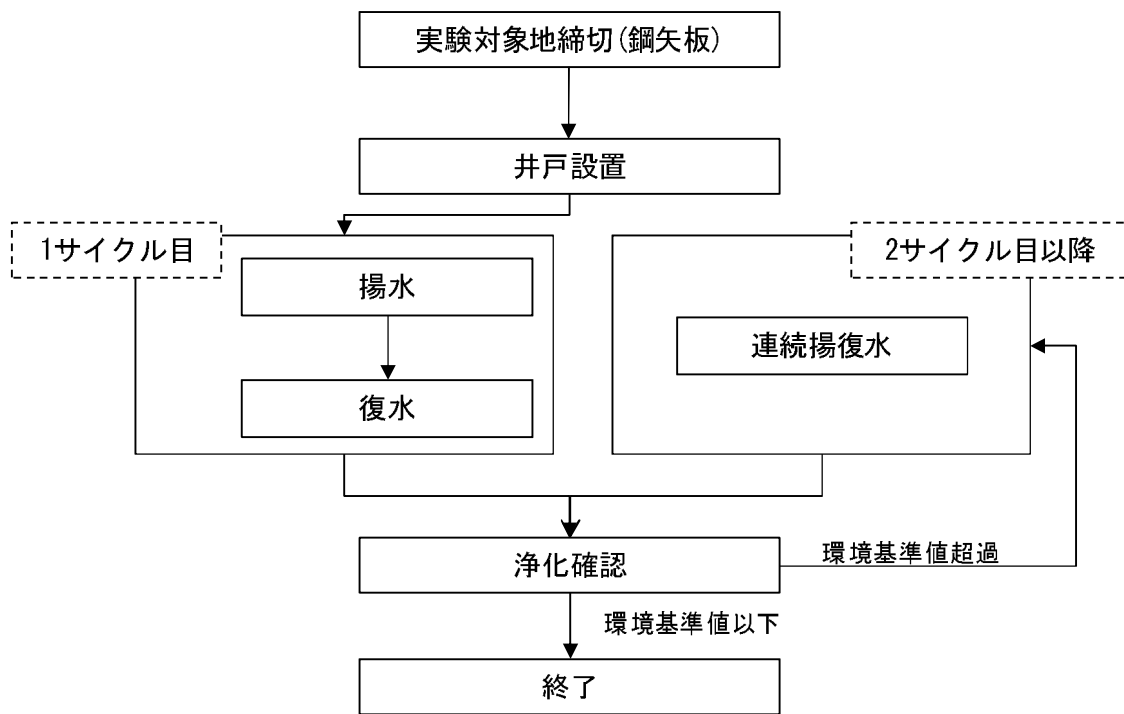 実験対象地締切(鋼矢板)
井戸設置
1サイクル目
2サイクル目以降
揚水
連続揚復水
復水
浄化確認
環境基準値超過
環境基準値以下
終了